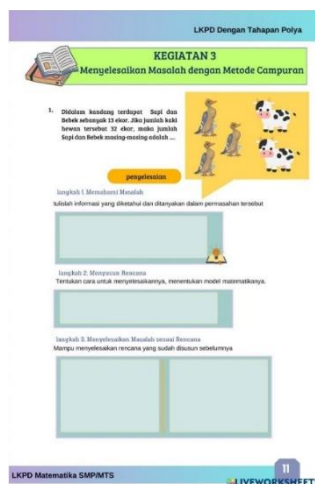 LKPD Dengan Tahapan Polya
KEGIATAN 3
Menyelesaikan Masalah dengan Metode Campuran
1. Didalam kandang terdapat Sapi dan
Bebek sebanyak 13 ekor. Jika jumlah kaki
hewan tersebut 32 ekor, maka jumlah
Sapi dan Bebek masing-masing adalah ...
penyelesaian
langkah 1. Memahami Masalah
tulislah informasi yang diketahui dan ditanyakan dalam permasahan tersebut
langkah 2. Menyusun Rencana
Tentukan cara untuk menyelesaikannya, menentukan model matematikanya.
langkah 3. Menyelesaikan Masalah sesuai Rencana
Mampu menyelesaikan rencana yang sudah disusun sebelumnya
11
LKPD Matematika SMP/MTS
LIVEWORKSHEETS